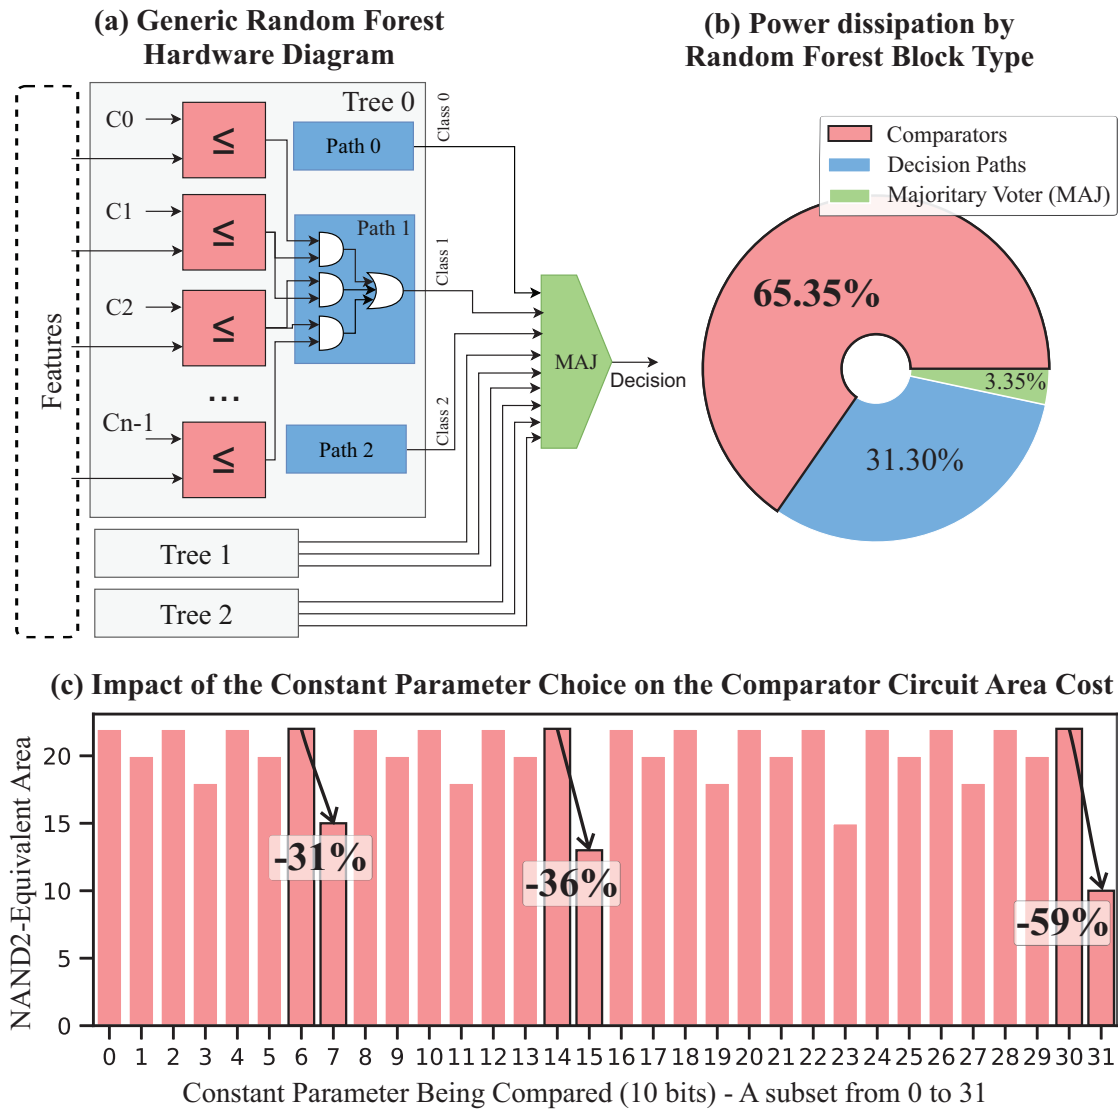 (a) Generic Random Forest
Hardware Diagram
Features
Tree 0
C0
≤
C1
≤
C2
≤
...
Cn-1
≤
Path 0
Path 1
Path 2
Class 0
Class 1
Class 2
MAJ
Decision
Tree 1
Tree 2
(b) Power dissipation by
Random Forest Block Type
Comparators
Decision Paths
Majoritary Voter (MAJ)
65.35%
3.35%
31.30%
(c) Impact of the Constant Parameter Choice on the Comparator Circuit Area Cost
NAND2-Equivalent Area
20
15
10
5
0
-31%
-36%
-59%
0 1 2 3 4 5 6 7 8 9 10 11 12 13 14 15 16 17 18 19 20 21 22 23 24 25 26 27 28 29 30 31
Constant Parameter Being Compared (10 bits) - A subset from 0 to 31